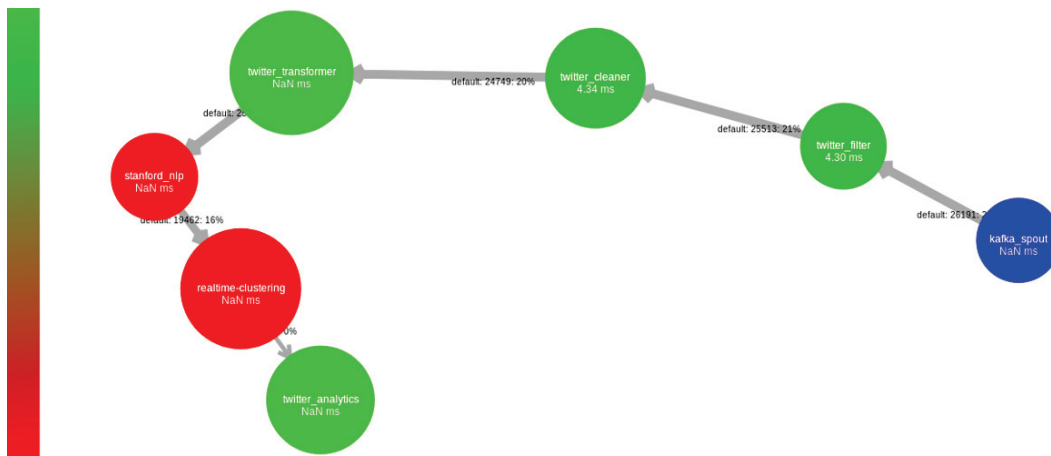 twitter_transformer
NaN ms
default: 24749: 20%
twitter_cleaner
4.34 ms
default: 25513: 21%
twitter_filter
4.30 ms
default:
stanford_nlp
NaN ms
default: 19462: 16%
default: 26191:
kafka_spout
NaN ms
realtime-clustering
NaN ms
0%
twitter_analytics
NaN ms